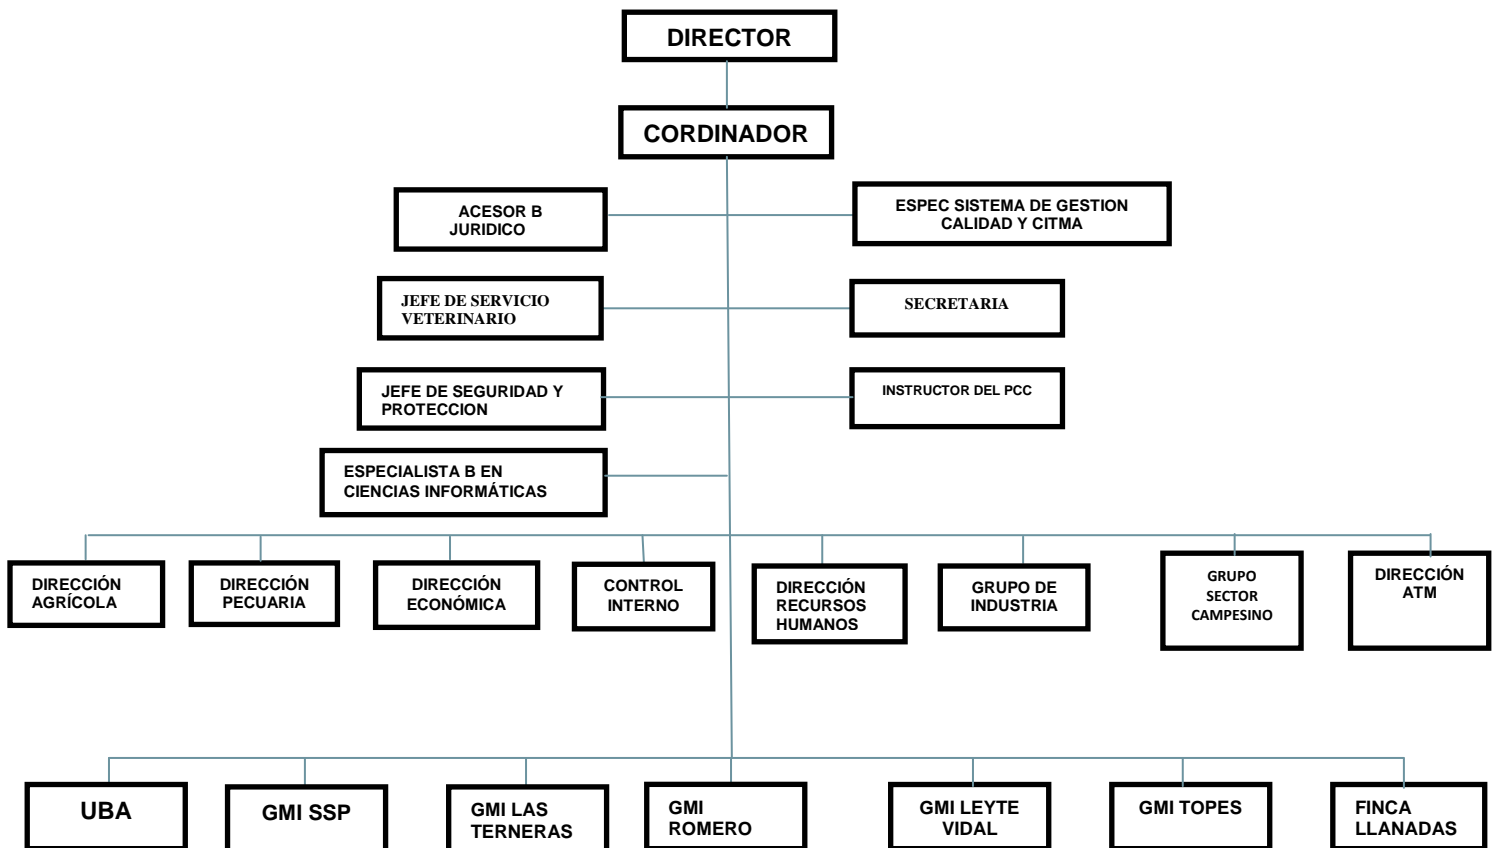 DIRECTOR
CORDINADOR
ACESOR B
JURIDICO
ESPEC SISTEMA DE GESTION
CALIDAD Y CITMA
JEFE DE SERVICIO
VETERINARIO
SECRETARIA
JEFE DE SEGURIDAD Y
PROTECCION
INSTRUCTOR DEL PCC
ESPECIALISTA B EN
CIENCIAS INFORMÁTICAS
DIRECCIÓN
AGRÍCOLA
DIRECCIÓN
PECUARIA
DIRECCIÓN
ECONÓMICA
CONTROL
INTERNO
DIRECCIÓN
RECURSOS
HUMANOS
GRUPO DE
INDUSTRIA
GRUPO
SECTOR
CAMPESINO
DIRECCIÓN
ATM
UBA
GMI SSP
GMI LAS
TERNERAS
GMI
ROMERO
GMI LEYTE
VIDAL
GMI TOPES
FINCA
LLANADAS